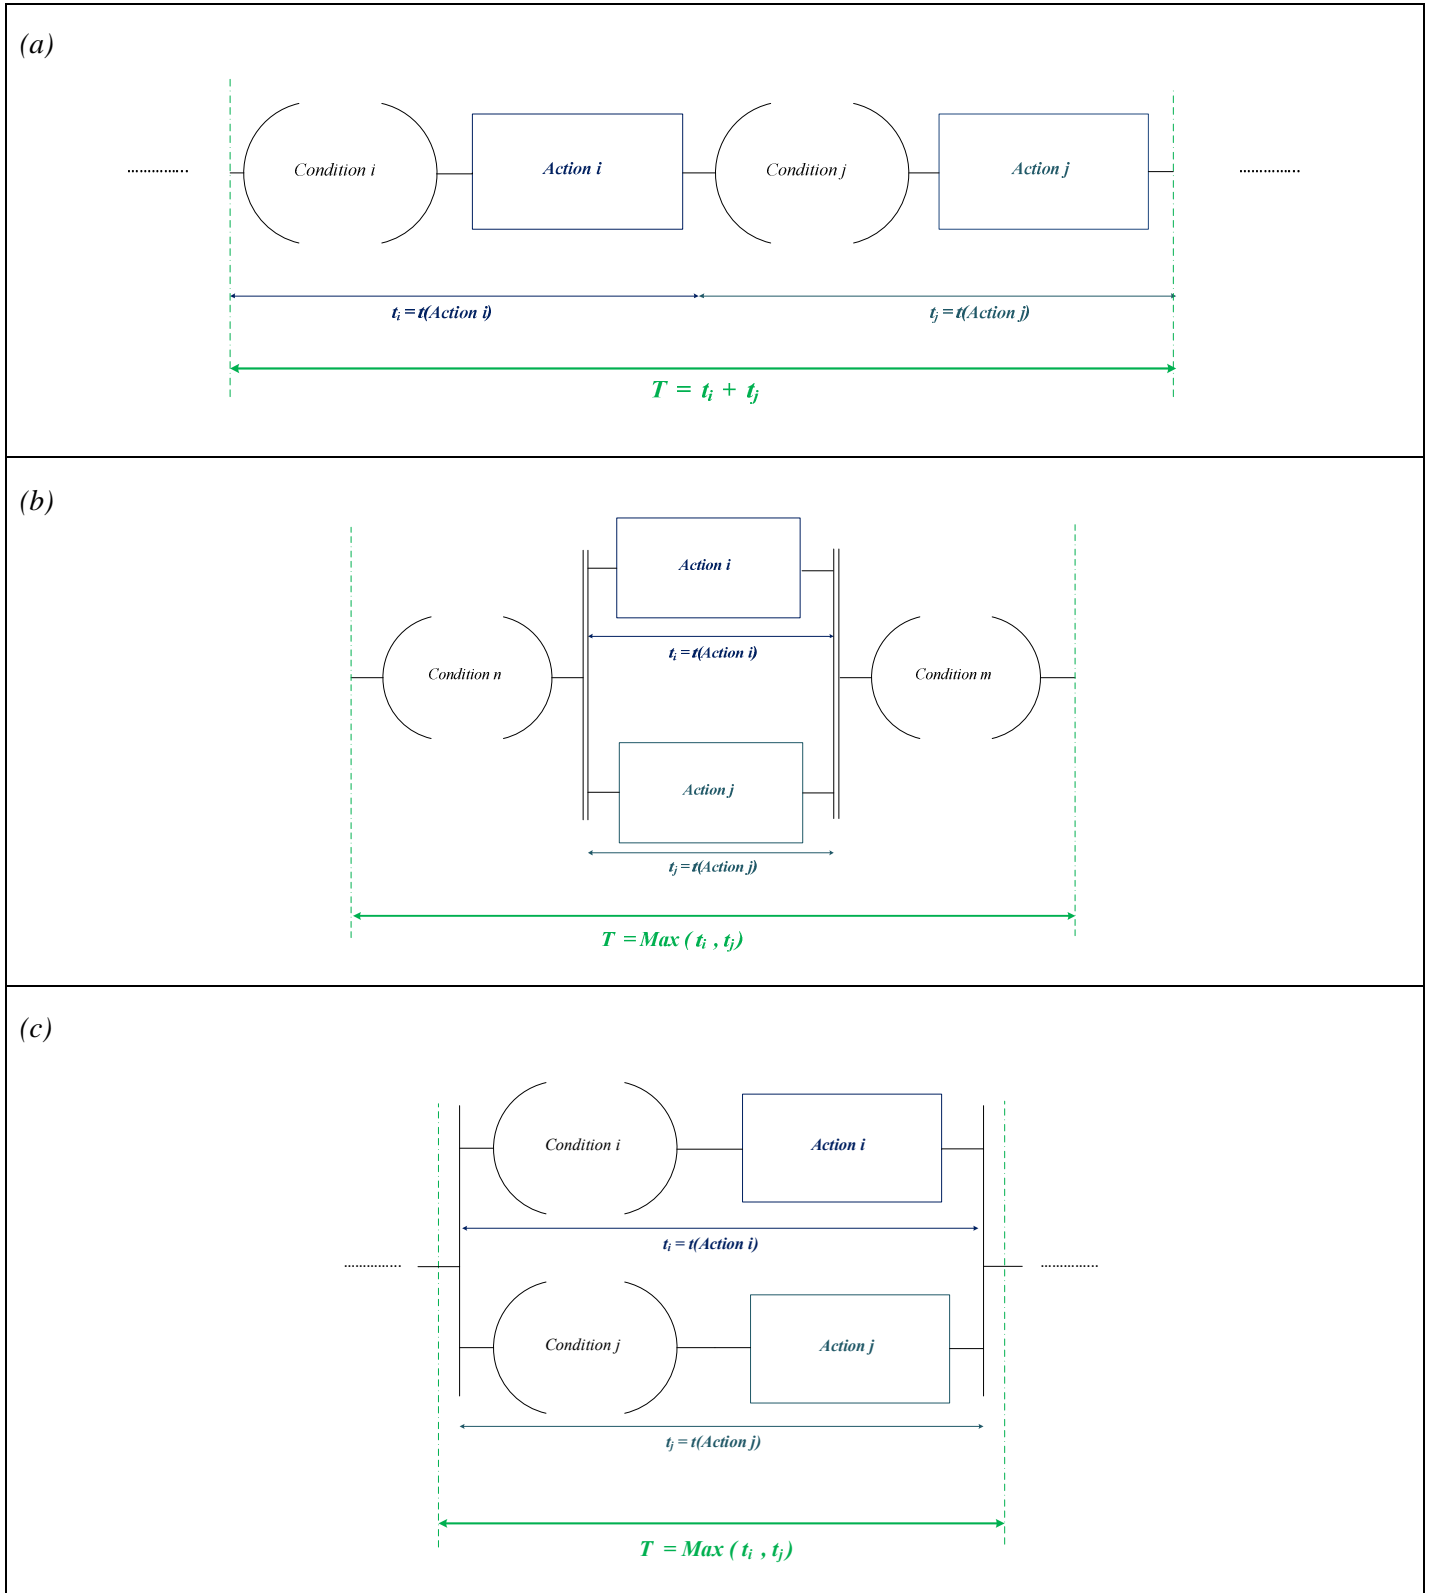 (a)
Condition i
Action i
Condition j
Action j
..............
..............
ti = t(Action i)
tj = t(Action j)
T = ti + tj
(b)
Action i
ti = t(Action i)
Condition n
Condition m
Action j
tj = t(Action j)
T = Max ( ti , tj)
(c)
Condition i
Action i
ti = t(Action i)
..............
..............
Condition j
Action j
tj = t(Action j)
T = Max ( ti , tj)